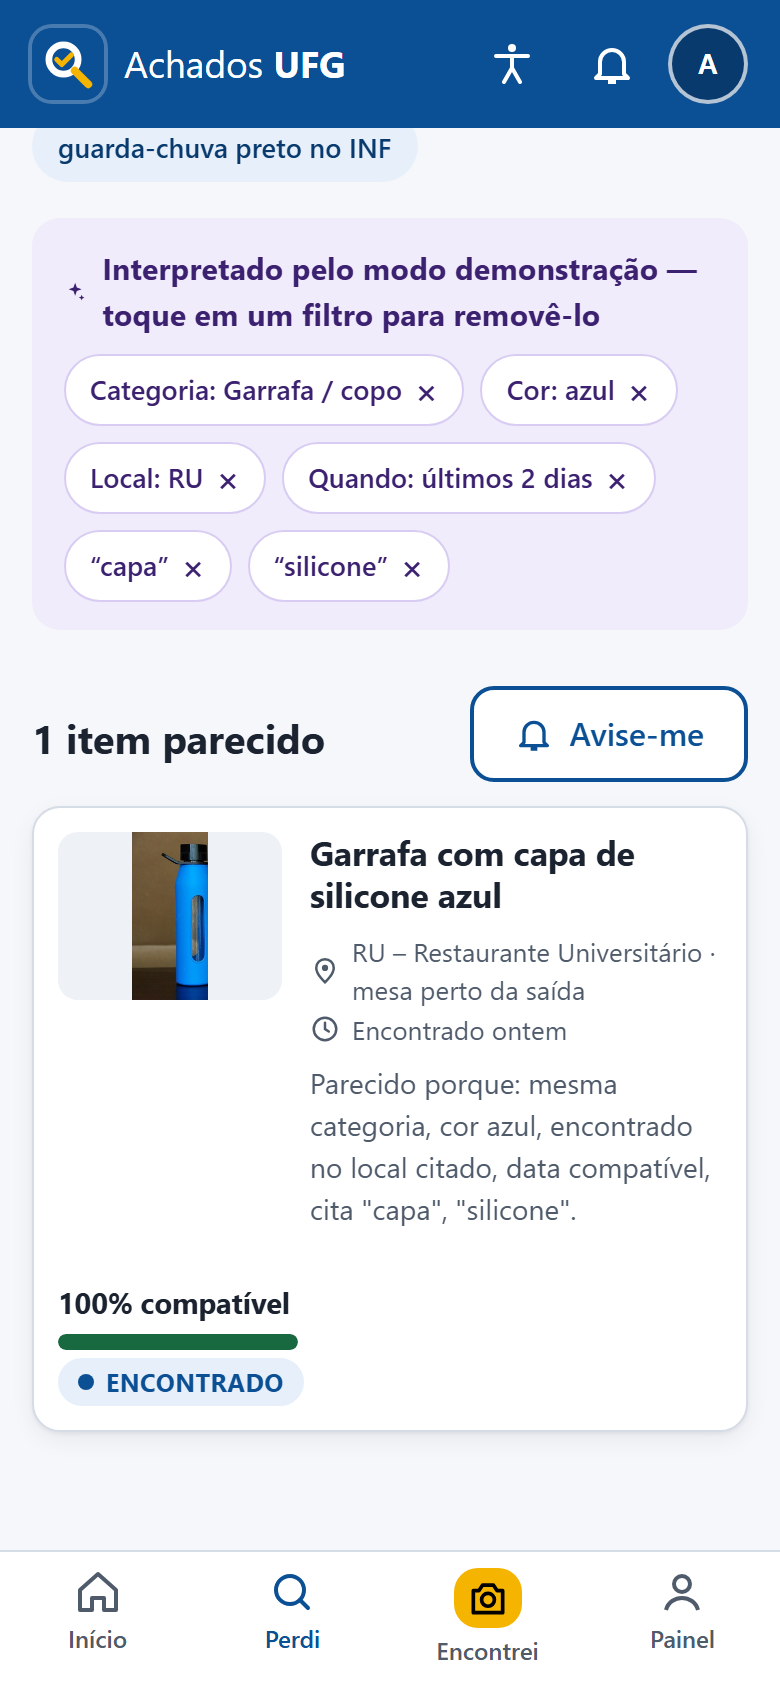 Achados UFG
A
guarda-chuva preto no INF
Interpretado pelo modo demonstração —
toque em um filtro para removê-lo
Categoria: Garrafa / copo ×
Cor: azul ×
Local: RU ×
Quando: últimos 2 dias ×
“capa” ×
“silicone” ×
1 item parecido
Avise-me
Garrafa com capa de
silicone azul
RU – Restaurante Universitário ·
mesa perto da saída
Encontrado ontem
Parecido porque: mesma
categoria, cor azul, encontrado
no local citado, data compatível,
cita "capa", "silicone".
100% compatível
ENCONTRADO
Início
Perdi
Encontrei
Painel